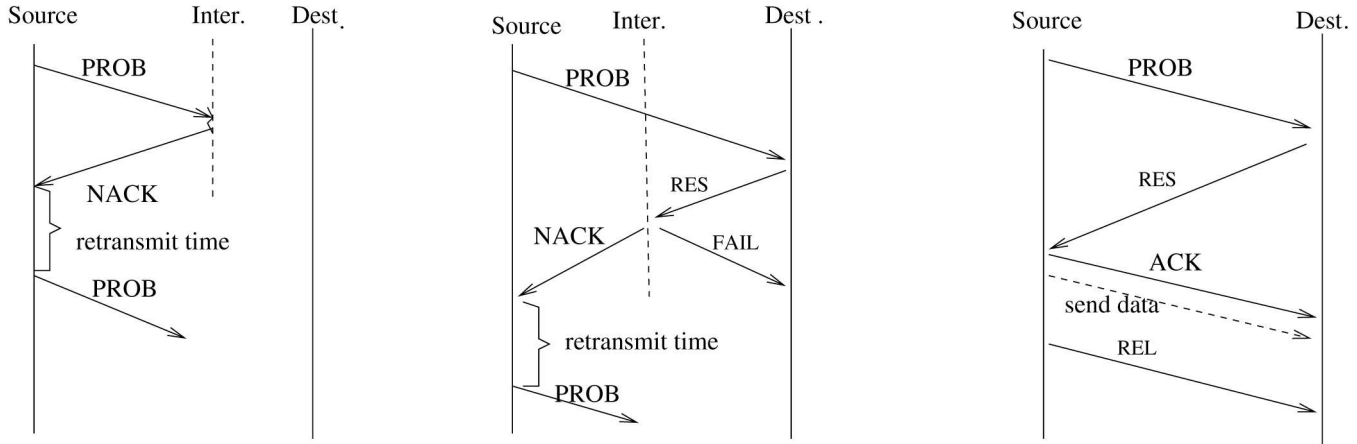 Source Inter. Dest.
PROB
NACK
retransmit time
PROB
Source Inter. Dest .
PROB
RES
NACK FAIL
retransmit time
PROB
Source Dest.
PROB
RES
ACK
send data
REL